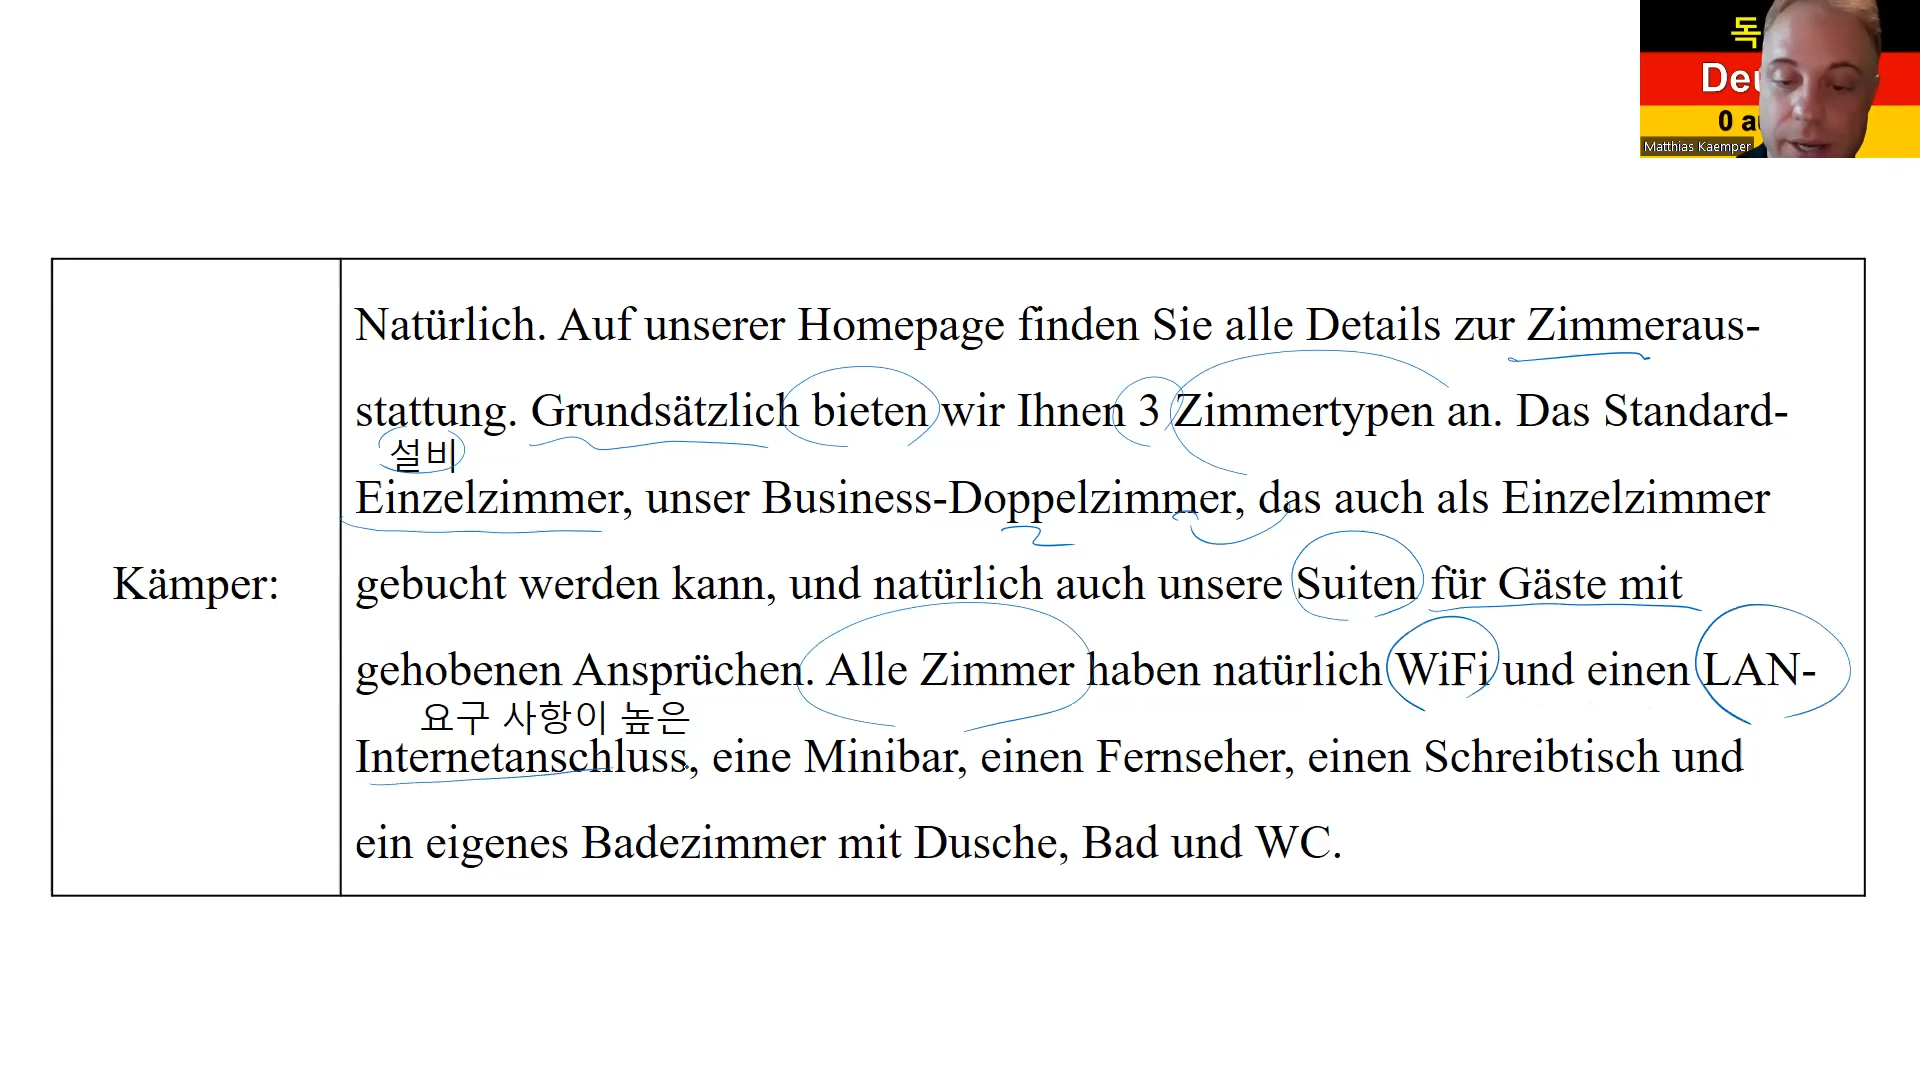 독
Deu
0 au
Matthias Kaemper
Natürlich. Auf unserer Homepage finden Sie alle Details zur Zimmeraus-
stattung. Grundsätzlich bieten wir Ihnen 3 Zimmertypen an. Das Standard-
설비
Einzelzimmer, unser Business-Doppelzimmer, das auch als Einzelzimmer
Kämper:
gebucht werden kann, und natürlich auch unsere Suiten für Gäste mit
gehobenen Ansprüchen. Alle Zimmer haben natürlich WiFi und einen LAN-
요구 사항이 높은
Internetanschluss, eine Minibar, einen Fernseher, einen Schreibtisch und
ein eigenes Badezimmer mit Dusche, Bad und WC.